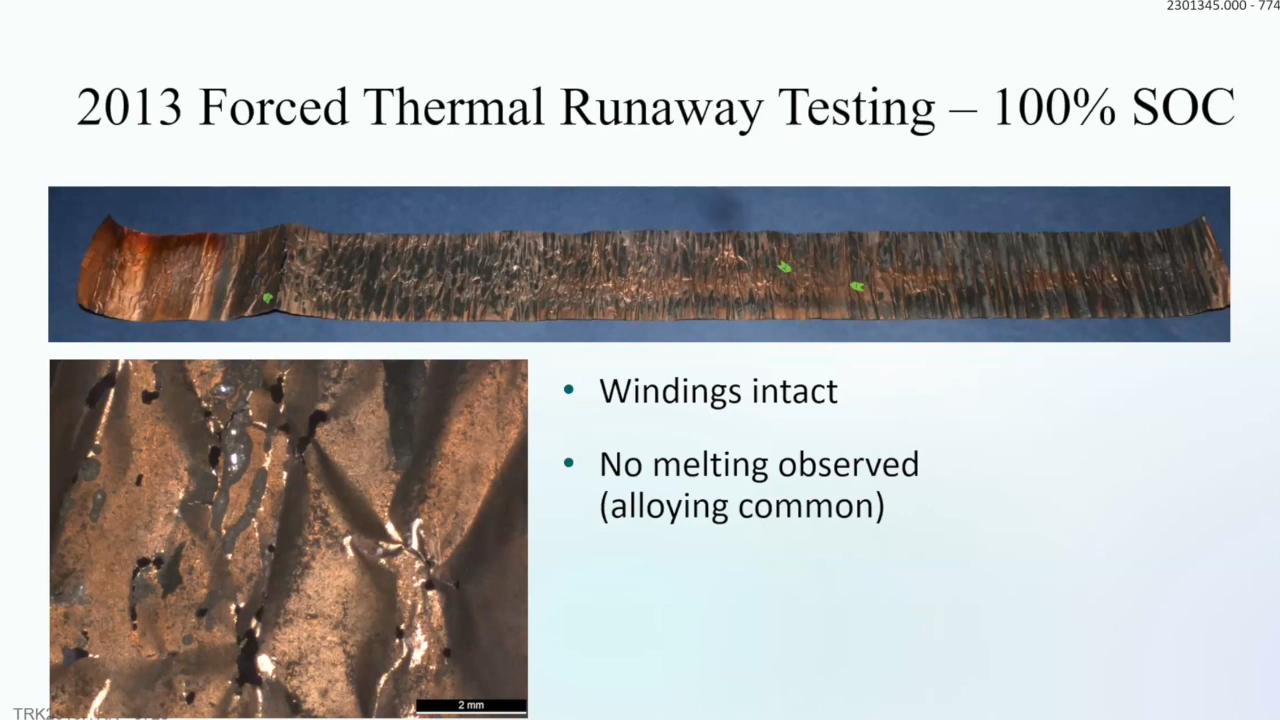 2301345.000 - 774
2013 Forced Thermal Runaway Testing – 100% SOC
• Windings intact
• No melting observed
(alloying common)
2 mm